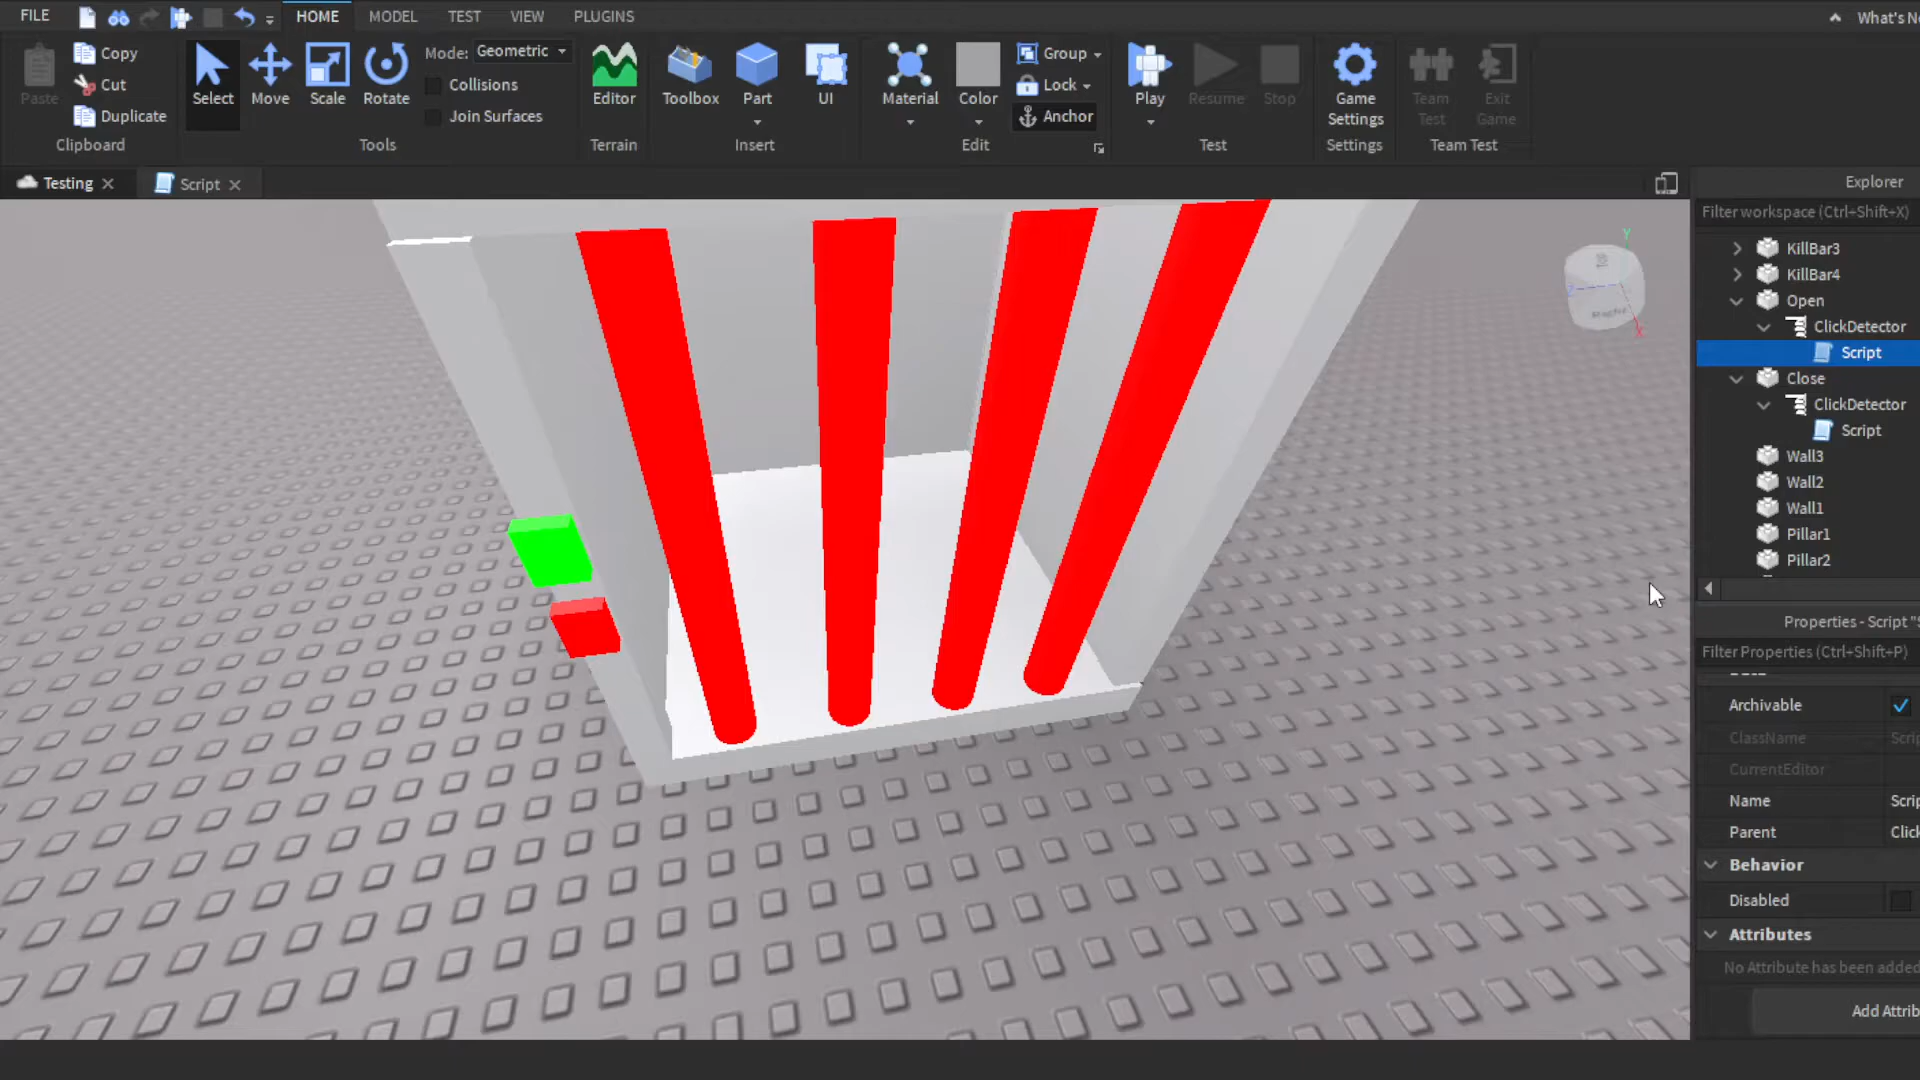 FILE
HOME
MODEL
TEST
VIEW
PLUGINS
What's N
Paste
Copy
Cut
Duplicate
Clipboard
Select
Move
Scale
Rotate
Mode: Geometric
Collisions
Join Surfaces
Tools
Editor
Terrain
Toolbox
Part
UI
Insert
Material
Color
Group
Lock
Anchor
Edit
Play
Resume
Stop
Test
Game
Settings
Settings
Team
Test
Exit
Game
Team Test
Testing
Script
Explorer
Filter workspace (Ctrl+Shift+X)
KillBar3
KillBar4
Open
ClickDetector
Script
Close
ClickDetector
Script
Wall3
Wall2
Wall1
Pillar1
Pillar2
Properties - Script "S
Filter Properties (Ctrl+Shift+P)
Archivable
ClassName Scrip
CurrentEditor
Name Scrip
Parent Click
Behavior
Disabled
Attributes
No Attribute has been added
Add Attrib
Y
X